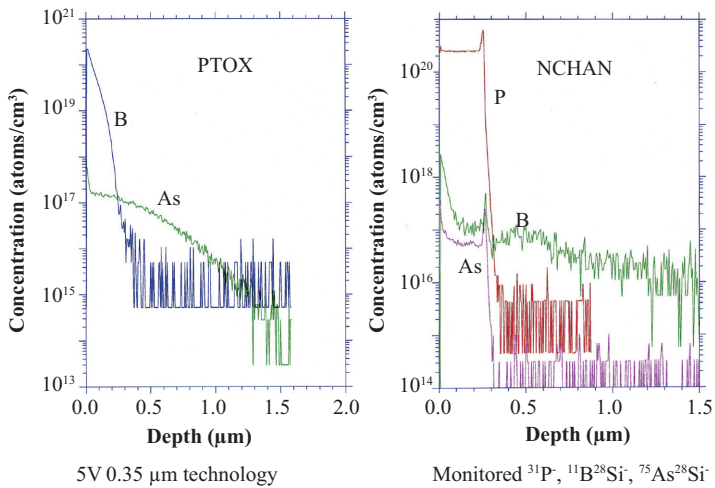 PTOX
B
As
10²¹
10¹⁹
10¹⁷
10¹⁵
10¹³
Concentration (atoms/cm³)
0.0 0.5 1.0 1.5 2.0
Depth (µm)
5V 0.35 µm technology
NCHAN
P
B
As
10²⁰
10¹⁸
10¹⁶
10¹⁴
Concentration (atoms/cm³)
0.0 0.5 1.0 1.5
Depth (µm)
Monitored ³¹P⁻, ¹¹B²⁸Si⁻, ⁷⁵As²⁸Si⁻